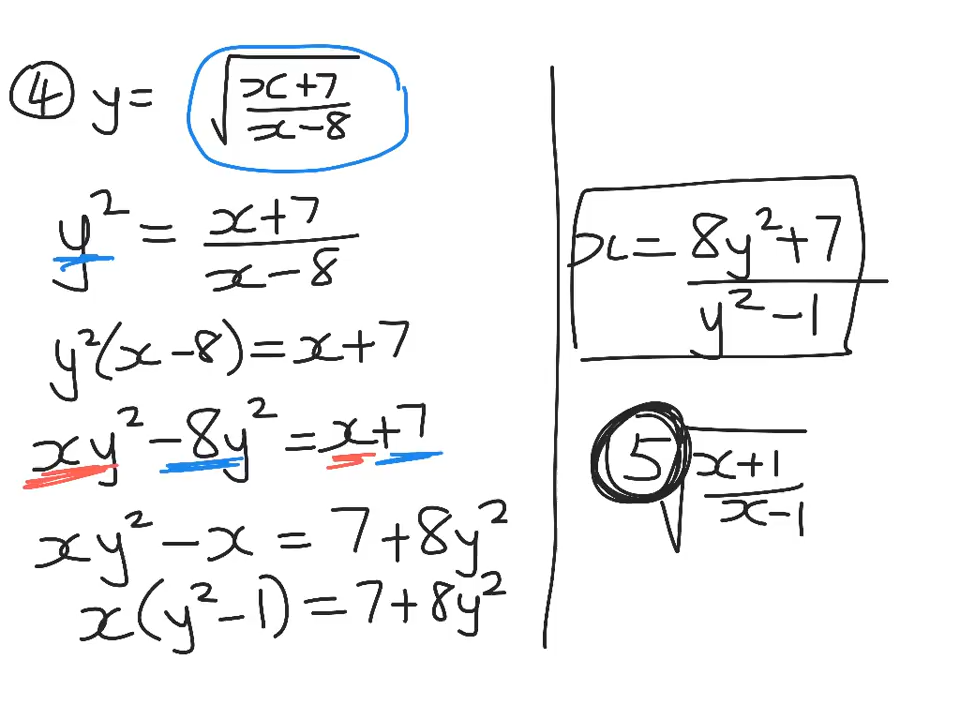 ④ y = √((x+7)/(x-8))
y² = (x+7)/(x-8)
y²(x-8) = x+7
xy² - 8y² = x+7
xy² - x = 7+8y²
x(y²-1) = 7+8y²
x = (8y²+7)/(y²-1)
⑤ √((x+1)/(x-1))